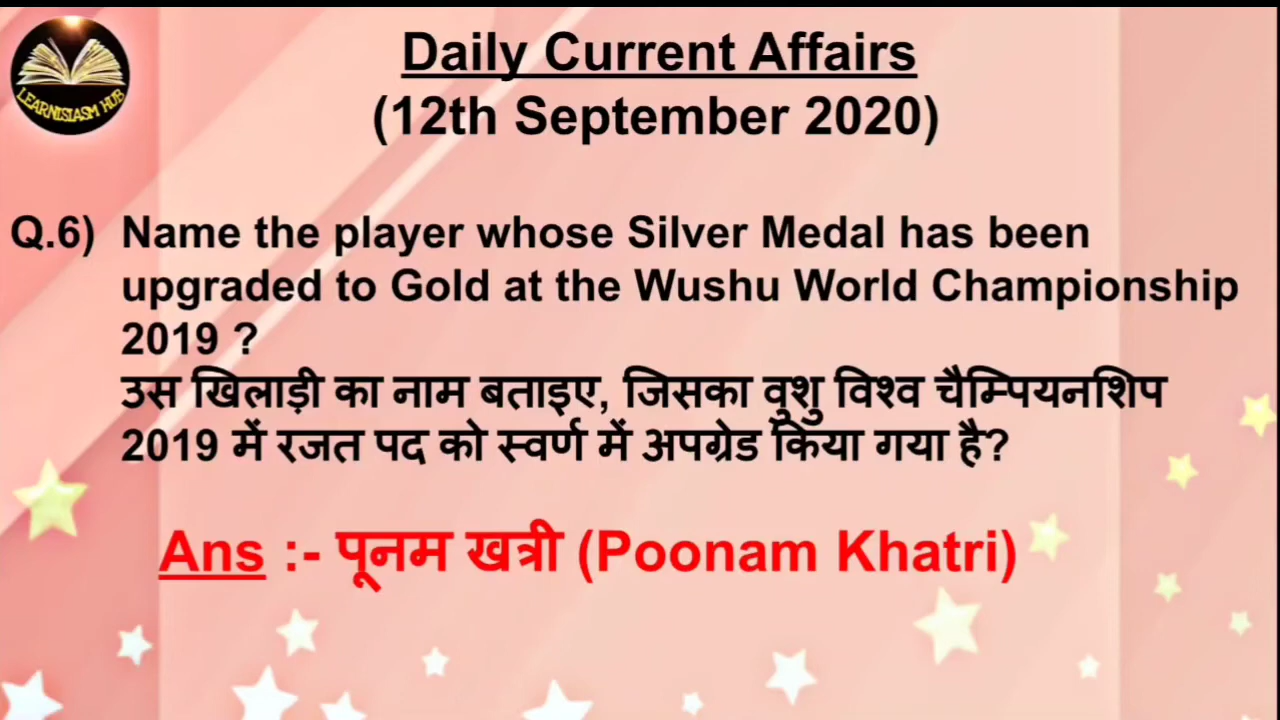 LEARNISIASM HUB
Daily Current Affairs
(12th September 2020)
Q.6) Name the player whose Silver Medal has been
upgraded to Gold at the Wushu World Championship
2019 ?
उस खिलाड़ी का नाम बताइए, जिसका वुशु विश्व चैम्पियनशिप
2019 में रजत पद को स्वर्ण में अपग्रेड किया गया है?
Ans :- पूनम खत्री (Poonam Khatri)